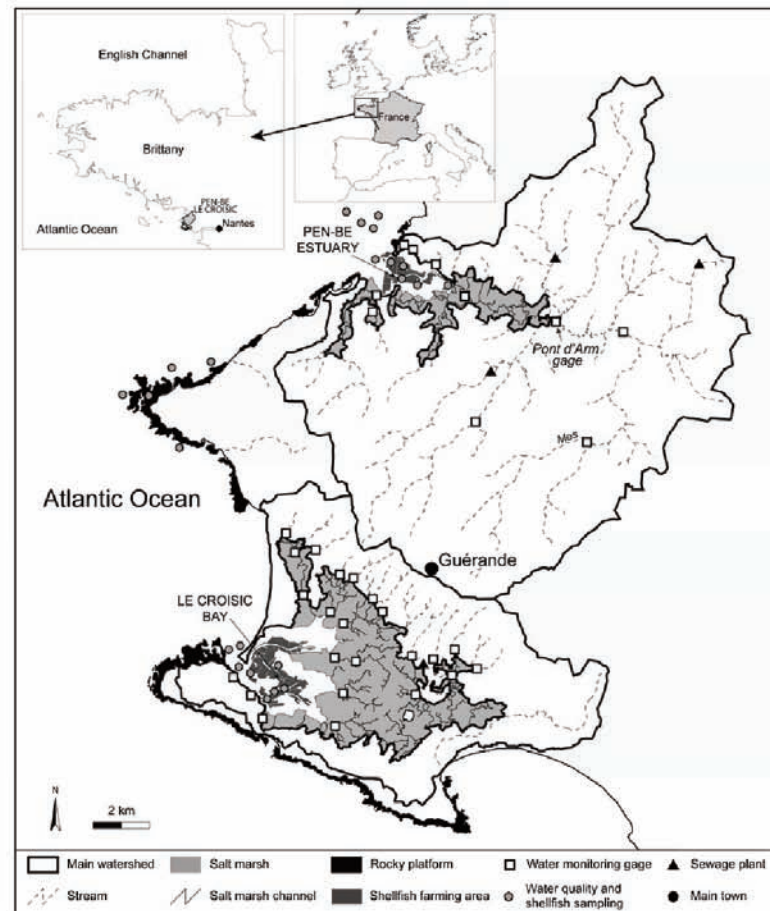 English Channel
Brittany
PEN-BE
LE CROISIC
Nantes
Atlantic Ocean
France
PEN-BE
ESTUARY
Pont d'Arm
gage
Mes
Atlantic Ocean
Guérande
LE CROISIC
BAY
N
2 km
Main watershed
Salt marsh
Rocky platform
Water monitoring gage
Sewage plant
Stream
Salt marsh channel
Shellfish farming area
Water quality and
shellfish sampling
Main town